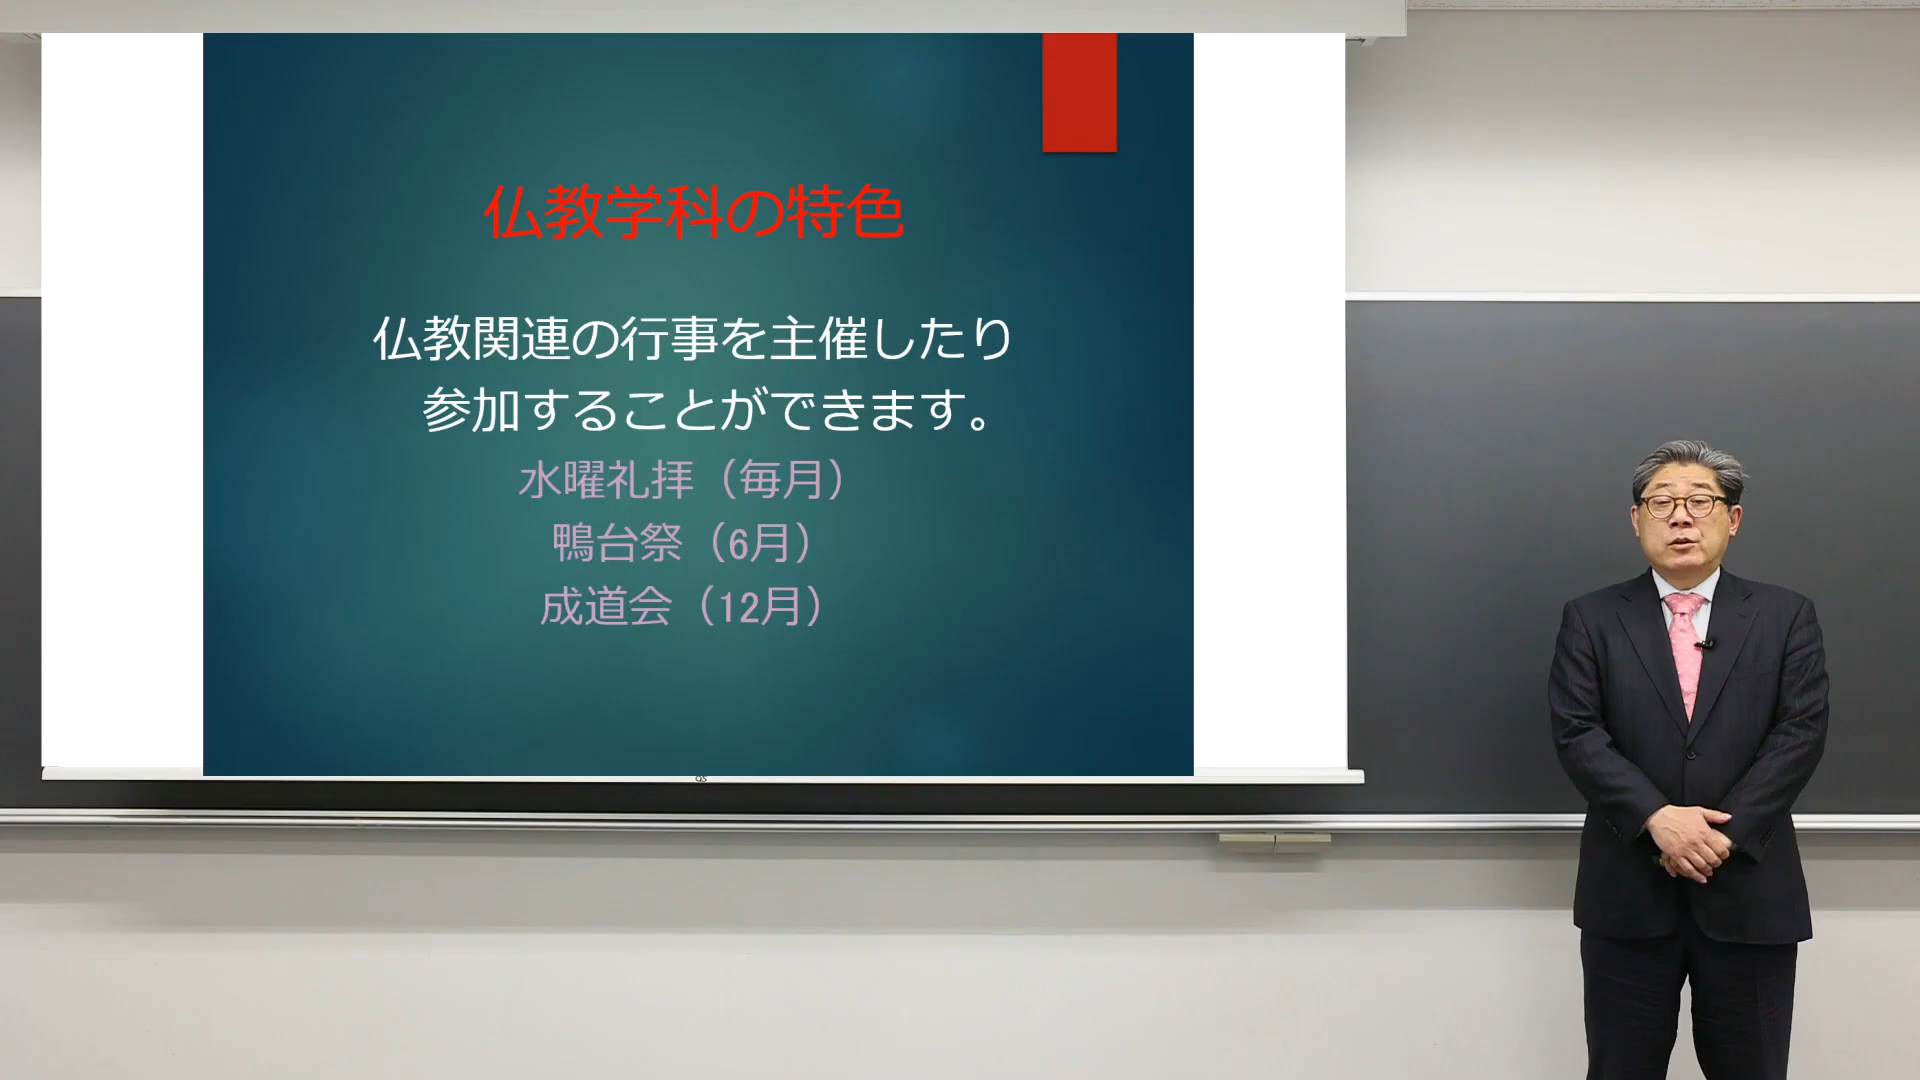 仏教学科の特色
仏教関連の行事を主催したり
参加することができます。
水曜礼拝（毎月）
鴨台祭（6月）
成道会（12月）